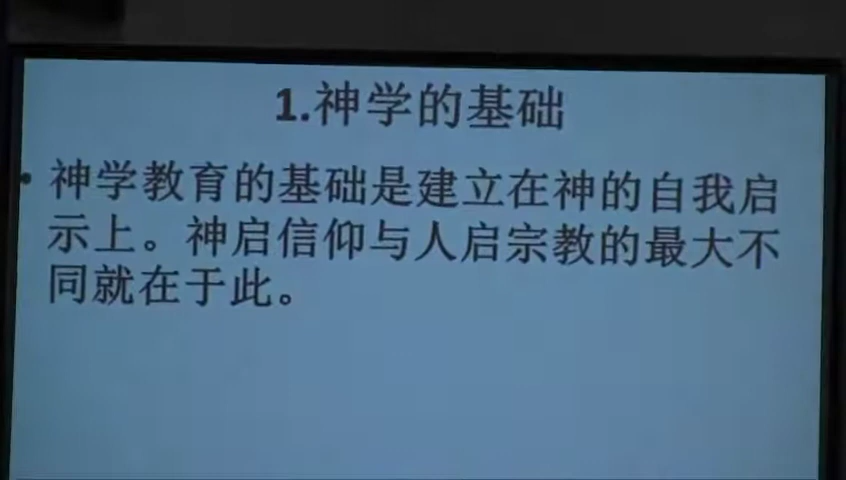 1.神学的基础
• 神学教育的基础是建立在神的自我启
示上。神启信仰与人启宗教的最大不
同就在于此。